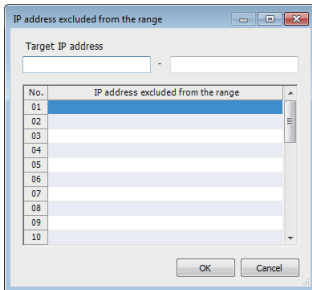 IP address excluded from the range
Target IP address
-
No. IP address excluded from the range
01
02
03
04
05
06
07
08
09
10
OK Cancel